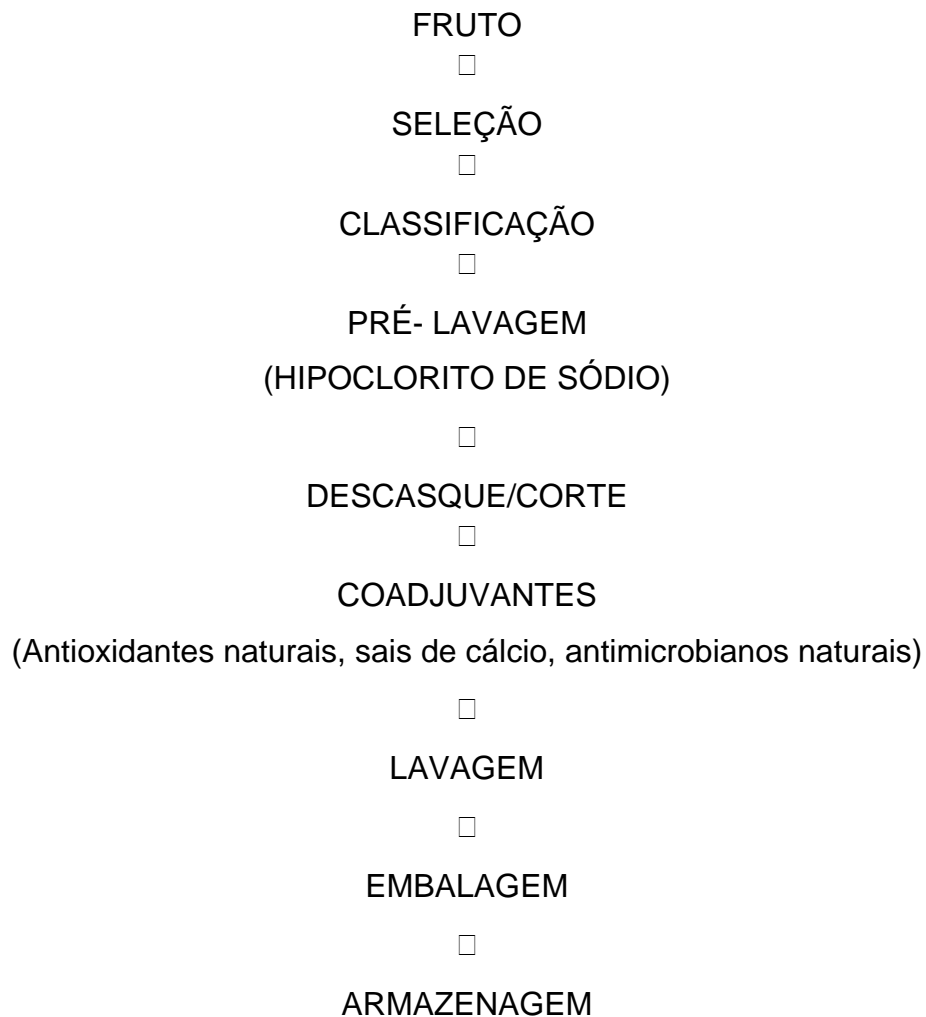 FRUTO
□
SELEÇÃO
□
CLASSIFICAÇÃO
□
PRÉ- LAVAGEM
(HIPOCLORITO DE SÓDIO)
□
DESCASQUE/CORTE
□
COADJUVANTES
(Antioxidantes naturais, sais de cálcio, antimicrobianos naturais)
□
LAVAGEM
□
EMBALAGEM
□
ARMAZENAGEM